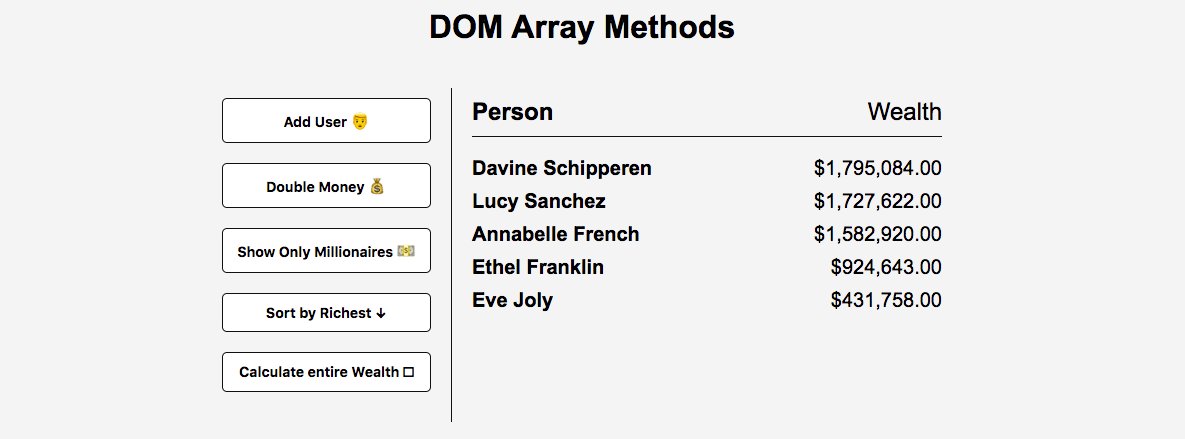 DOM Array Methods
Add User 👨
Double Money 💰
Show Only Millionaires 💵
Sort by Richest ↓
Calculate entire Wealth □
Person Wealth
Davine Schipperen $1,795,084.00
Lucy Sanchez $1,727,622.00
Annabelle French $1,582,920.00
Ethel Franklin $924,643.00
Eve Joly $431,758.00